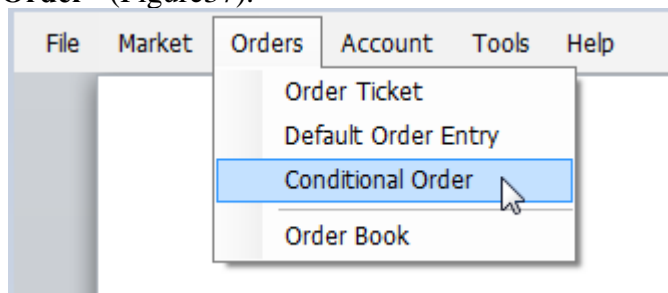 Order" (Figure37).
File Market Orders Account Tools Help
Order Ticket
Default Order Entry
Conditional Order
Order Book